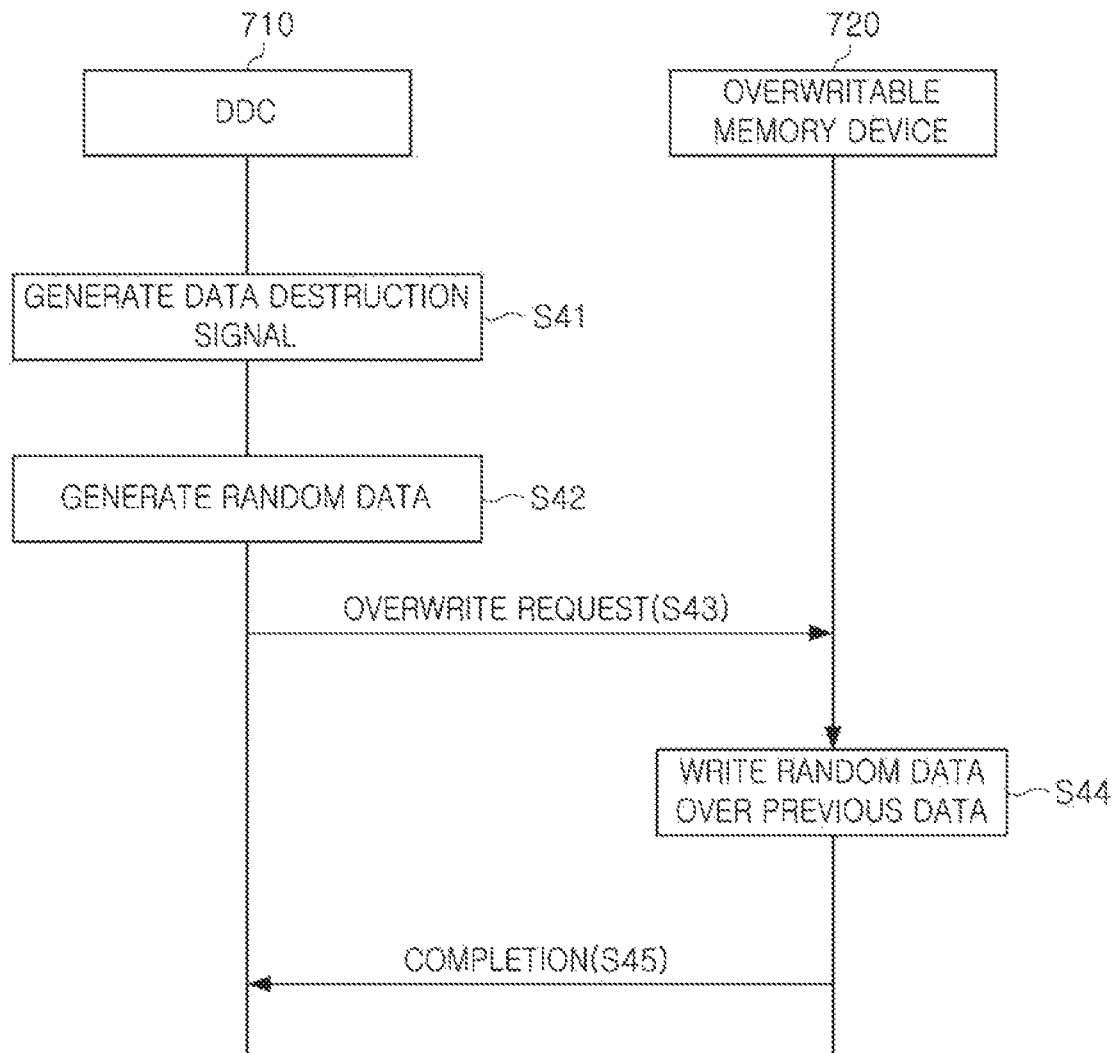 710
720
DDC
OVERWRITABLE
MEMORY DEVICE
GENERATE DATA DESTRUCTION
SIGNAL
S41
GENERATE RANDOM DATA
S42
OVERWRITE REQUEST(S43)
WRITE RANDOM DATA
OVER PREVIOUS DATA
S44
COMPLETION(S45)